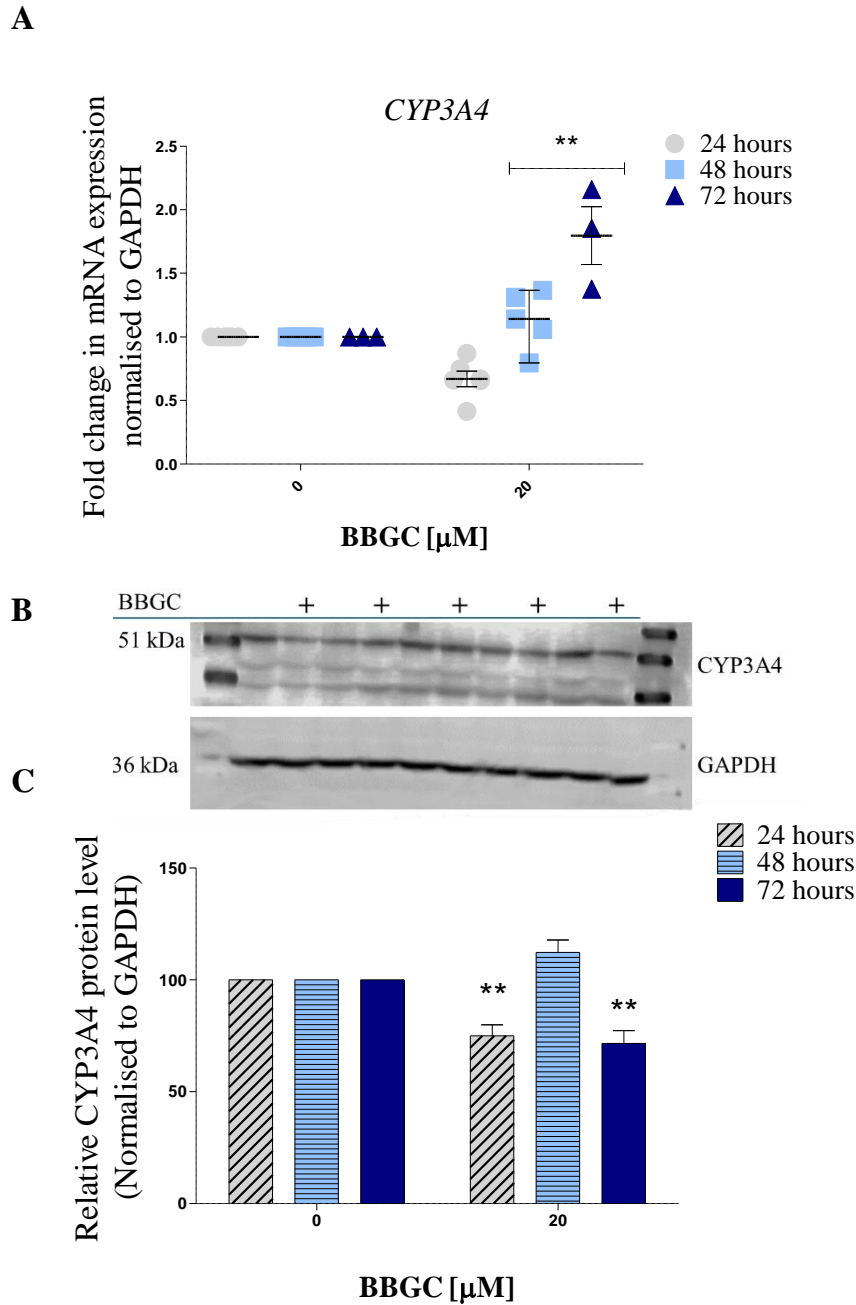 A
CYP3A4
Fold change in mRNA expression
normalised to GAPDH
2.5
2.0
1.5
1.0
0.5
0.0
**
24 hours
48 hours
72 hours
0
20
BBGC [µM]
B
BBGC + + + + +
51 kDa
CYP3A4
36 kDa
GAPDH
C
24 hours
48 hours
72 hours
Relative CYP3A4 protein level
(Normalised to GAPDH)
150
100
50
0
**
**
0
20
BBGC [µM]